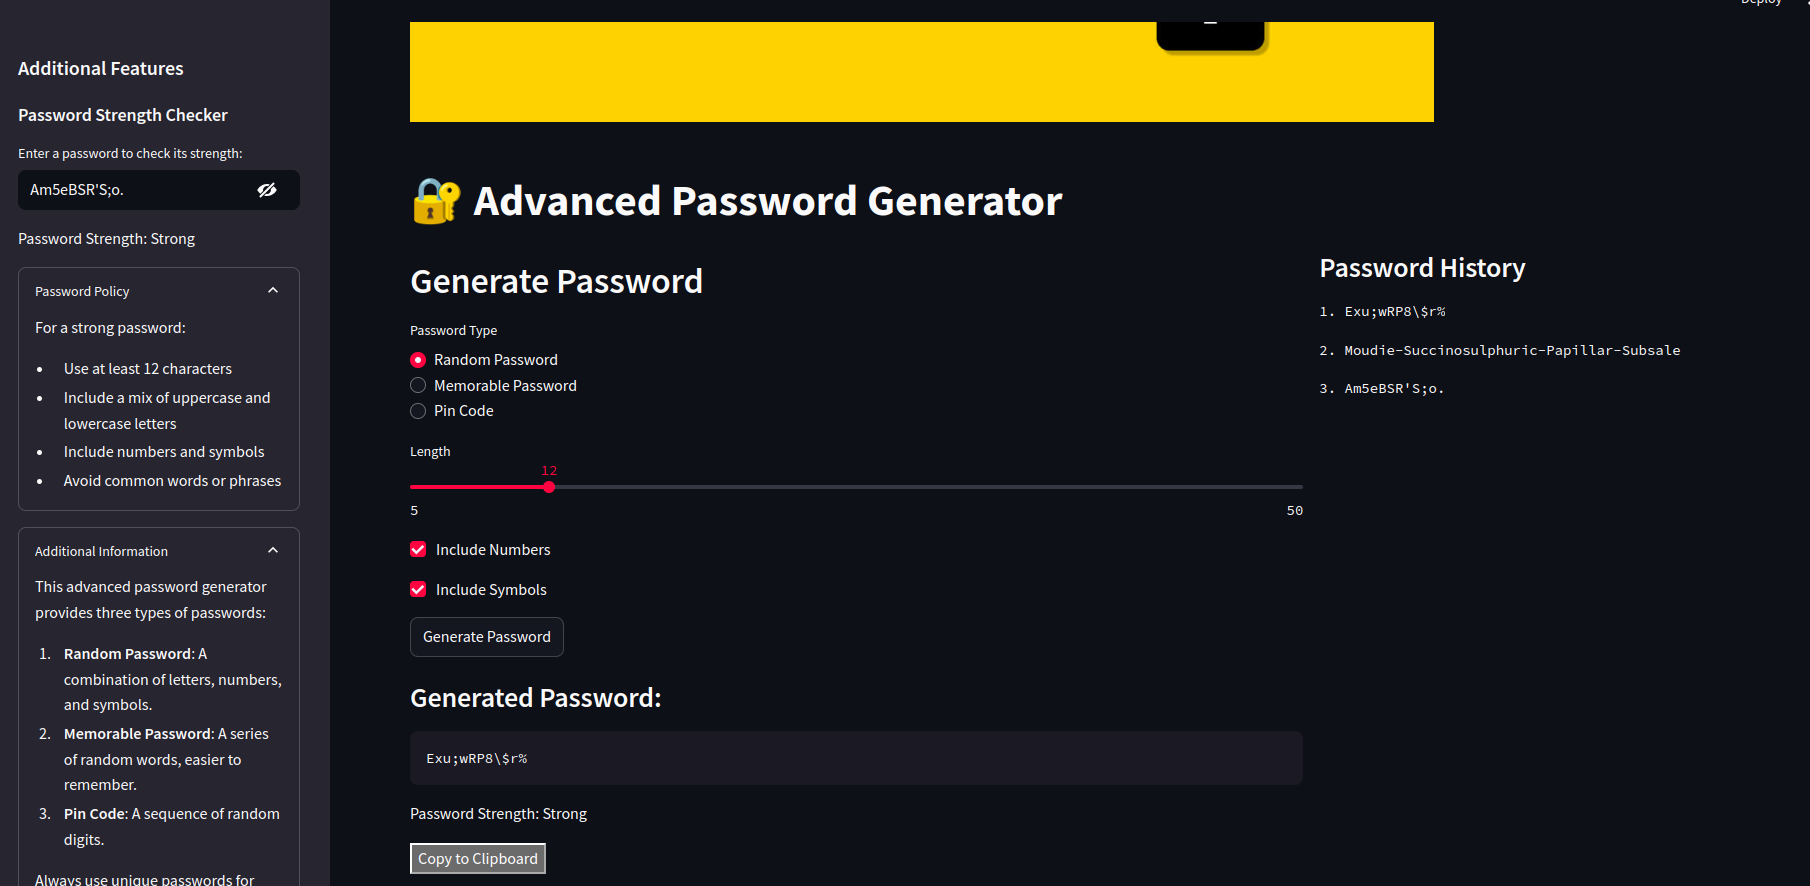 Deploy
Additional Features
Password Strength Checker
Enter a password to check its strength:
Am5eBSR'S;o.
Password Strength: Strong
Password Policy
For a strong password:
Use at least 12 characters
Include a mix of uppercase and
lowercase letters
Include numbers and symbols
Avoid common words or phrases
Additional Information
This advanced password generator
provides three types of passwords:
1. Random Password: A
combination of letters, numbers,
and symbols.
2. Memorable Password: A series
of random words, easier to
remember.
3. Pin Code: A sequence of random
digits.
Always use unique passwords for
Advanced Password Generator
Generate Password
Password Type
Random Password
Memorable Password
Pin Code
Length
12
5 50
Include Numbers
Include Symbols
Generate Password
Generated Password:
Exu;wRP8\$r%
Password Strength: Strong
Copy to Clipboard
Password History
1. Exu;wRP8\$r%
2. Moudie-Succinosulphuric-Papillar-Subsale
3. Am5eBSR'S;o.